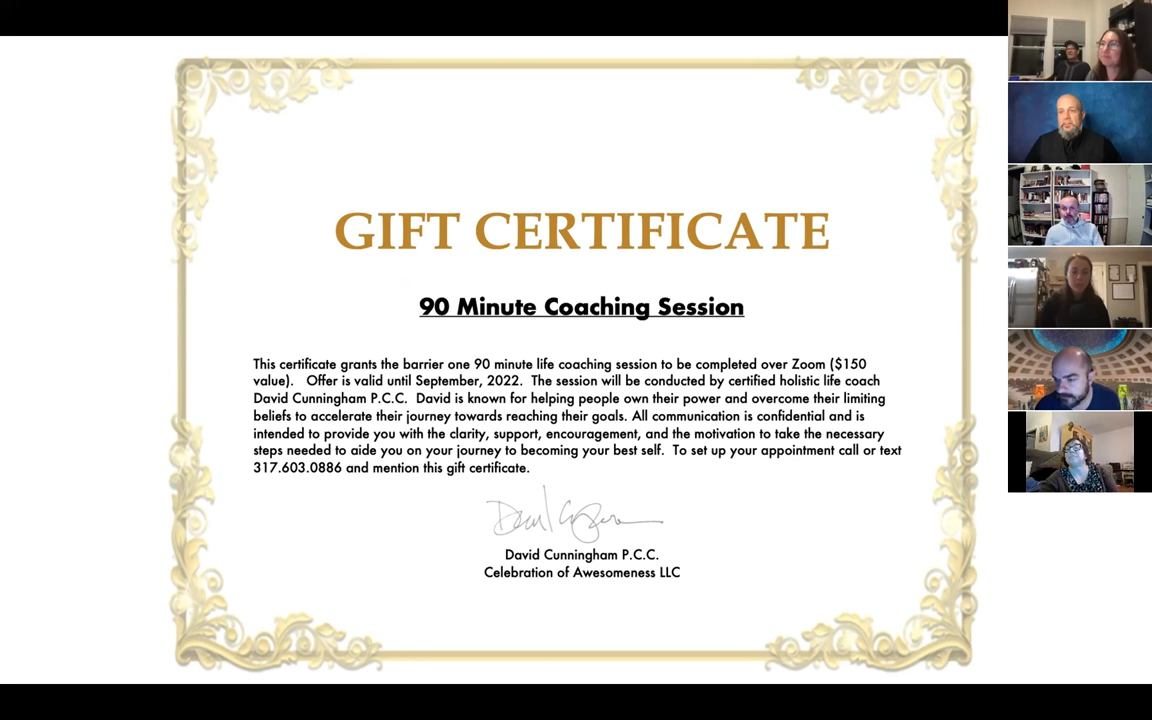 GIFT CERTIFICATE
90 Minute Coaching Session
This certificate grants the barrier one 90 minute life coaching session to be completed over Zoom ($150
value).   Offer is valid until September, 2022.  The session will be conducted by certified holistic life coach
David Cunningham P.C.C.  David is known for helping people own their power and overcome their limiting
beliefs to accelerate their journey towards reaching their goals. All communication is confidential and is
intended to provide you with the clarity, support, encouragement, and the motivation to take the necessary
steps needed to aide you on your journey to becoming your best self.  To set up your appointment call or text
317.603.0886 and mention this gift certificate.
David Cunningham P.C.C.
Celebration of Awesomeness LLC